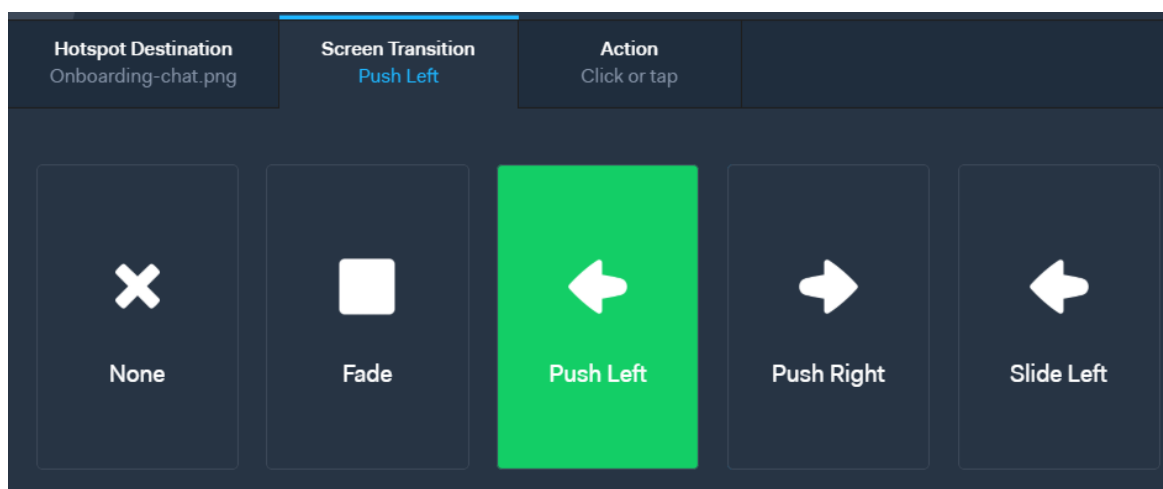 Hotspot Destination
Onboarding-chat.png
Screen Transition
Push Left
Action
Click or tap
None
Fade
Push Left
Push Right
Slide Left